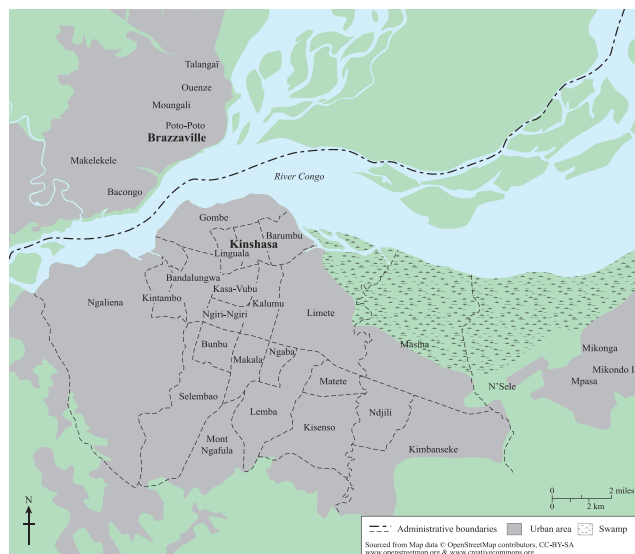 Talangaï
Ouenze
Moungali
Poto-Poto
Brazzaville
Makelekele
Bacongo
River Congo
Gombe
Barumbu
Kinshasa
Linguala
Bandalungwa
Kasa-Vubu
Ngaliena
Kintambo
Kalumu
Ngiri-Ngiri
Limete
Bunbu
Ngaba
Makala
Masina
Mikonga
Mikondo I
Mpasa
N'Sele
Matete
Selembao
Lemba
Ndjili
Kisenso
Mont
Ngafula
Kimbanseke
N
0 2 miles
0 2 km
Administrative boundaries Urban area Swamp
Sourced from Map data © OpenStreetMap contributors, CC-BY-SA
www.openstreetmap.org & www.creativecommons.org